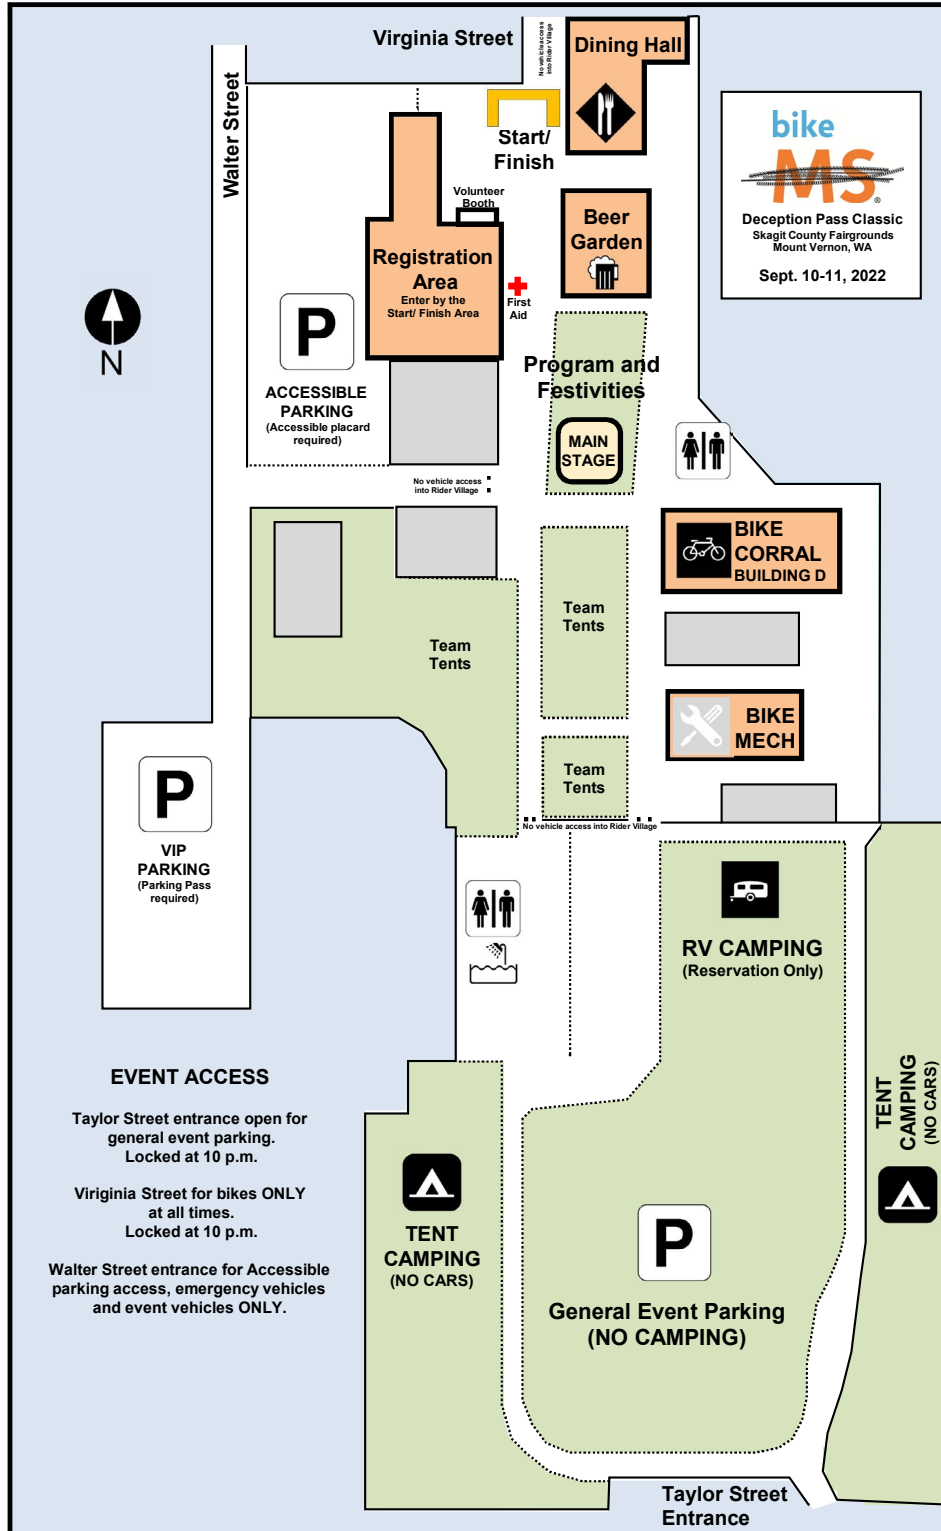 Virginia Street
No vehicle access
into Rider Village
Dining Hall
Walter Street
Start/
Finish
bike
MS
®
Deception Pass Classic
Skagit County Fairgrounds
Mount Vernon, WA
Sept. 10-11, 2022
Volunteer
Booth
Beer
Garden
Registration
Area
Enter by the
Start/ Finish Area
First
Aid
N
P
ACCESSIBLE
PARKING
(Accessible placard
required)
Program and
Festivities
MAIN
STAGE
No vehicle access
into Rider Village
BIKE
CORRAL
BUILDING D
Team
Tents
Team
Tents
BIKE
MECH
Team
Tents
No vehicle access into Rider Village
P
VIP
PARKING
(Parking Pass
required)
RV CAMPING
(Reservation Only)
EVENT ACCESS
Taylor Street entrance open for
general event parking.
Locked at 10 p.m.
Viriginia Street for bikes ONLY
at all times.
Locked at 10 p.m.
Walter Street entrance for Accessible
parking access, emergency vehicles
and event vehicles ONLY.
TENT
CAMPING
(NO CARS)
TENT
CAMPING
(NO CARS)
P
General Event Parking
(NO CAMPING)
Taylor Street
Entrance